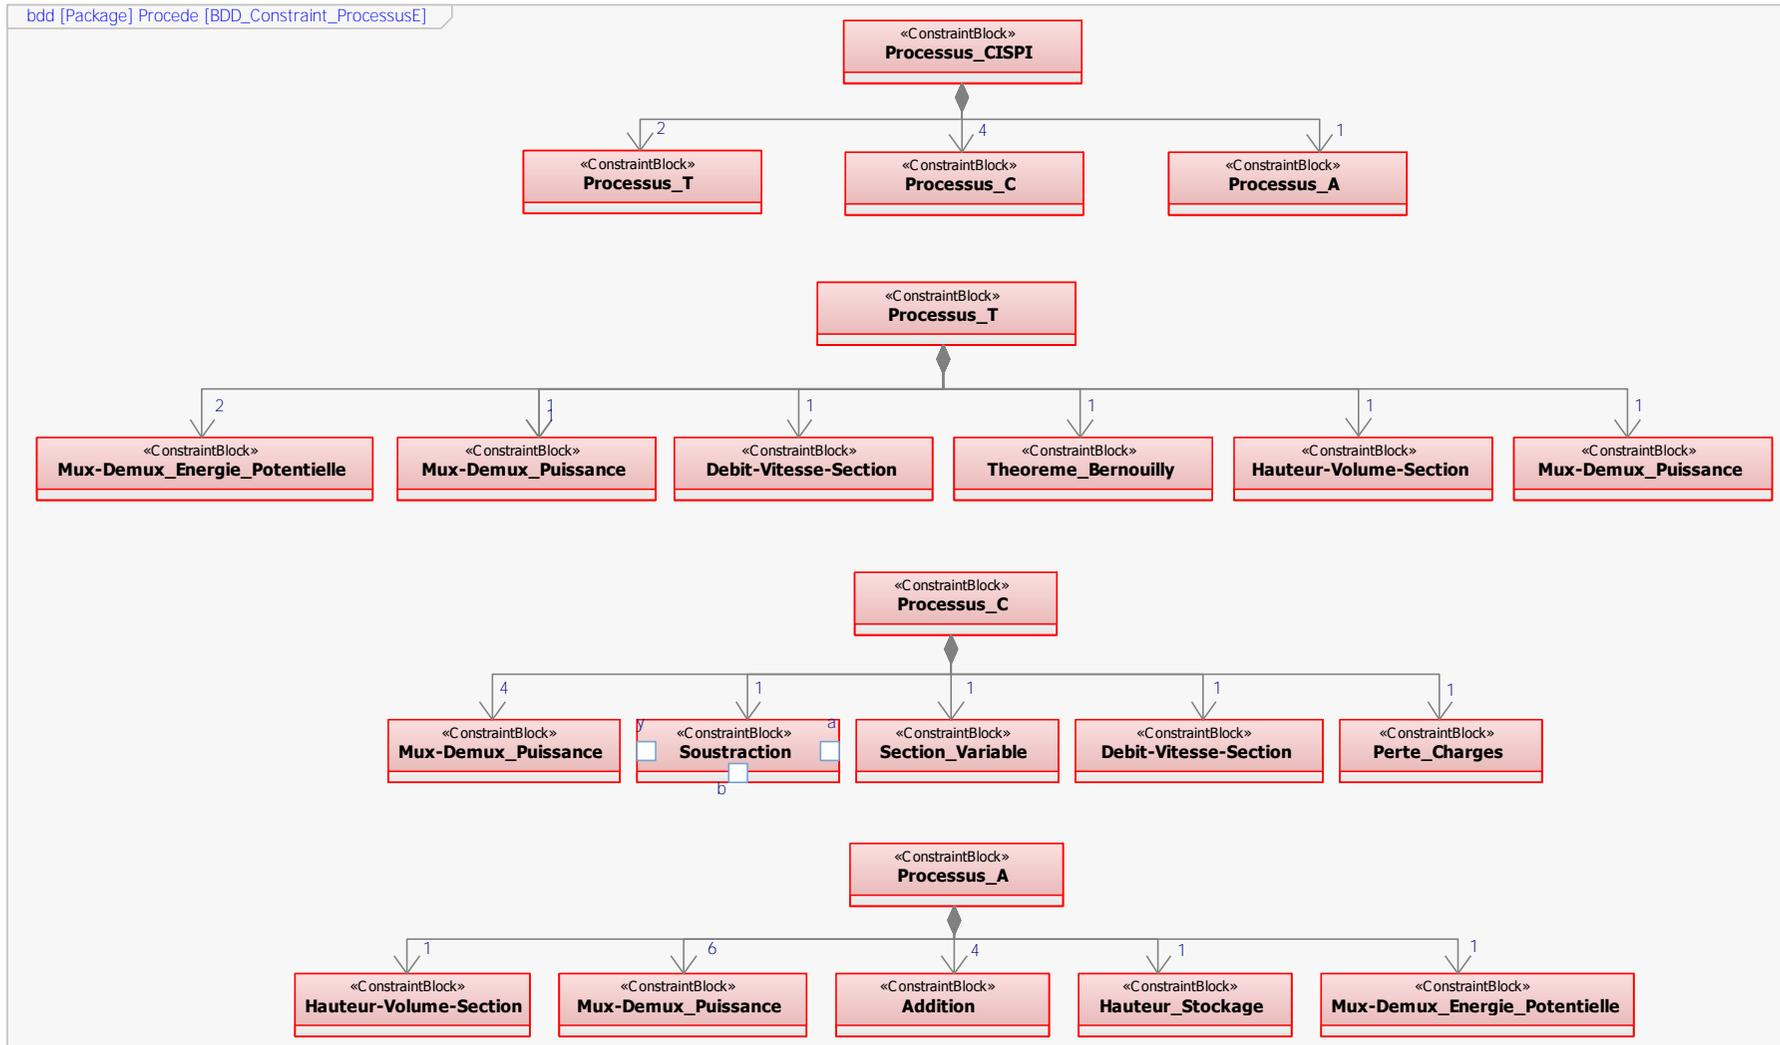 bdd [Package] Procede [BDD_Constraint_ProcessusE]
«ConstraintBlock»
Processus_CISPI
2
4
1
«ConstraintBlock»
Processus_T
«ConstraintBlock»
Processus_C
«ConstraintBlock»
Processus_A
«ConstraintBlock»
Processus_T
2
1
1
1
1
1
1
«ConstraintBlock»
Mux-Demux_Energie_Potentielle
«ConstraintBlock»
Mux-Demux_Puissance
«ConstraintBlock»
Debit-Vitesse-Section
«ConstraintBlock»
Theoreme_Bernouilly
«ConstraintBlock»
Hauteur-Volume-Section
«ConstraintBlock»
Mux-Demux_Puissance
«ConstraintBlock»
Processus_C
4
1
1
1
1
«ConstraintBlock»
Mux-Demux_Puissance
y
a
«ConstraintBlock»
Soustraction
b
«ConstraintBlock»
Section_Variable
«ConstraintBlock»
Debit-Vitesse-Section
«ConstraintBlock»
Perte_Charges
«ConstraintBlock»
Processus_A
1
6
4
1
1
«ConstraintBlock»
Hauteur-Volume-Section
«ConstraintBlock»
Mux-Demux_Puissance
«ConstraintBlock»
Addition
«ConstraintBlock»
Hauteur_Stockage
«ConstraintBlock»
Mux-Demux_Energie_Potentielle